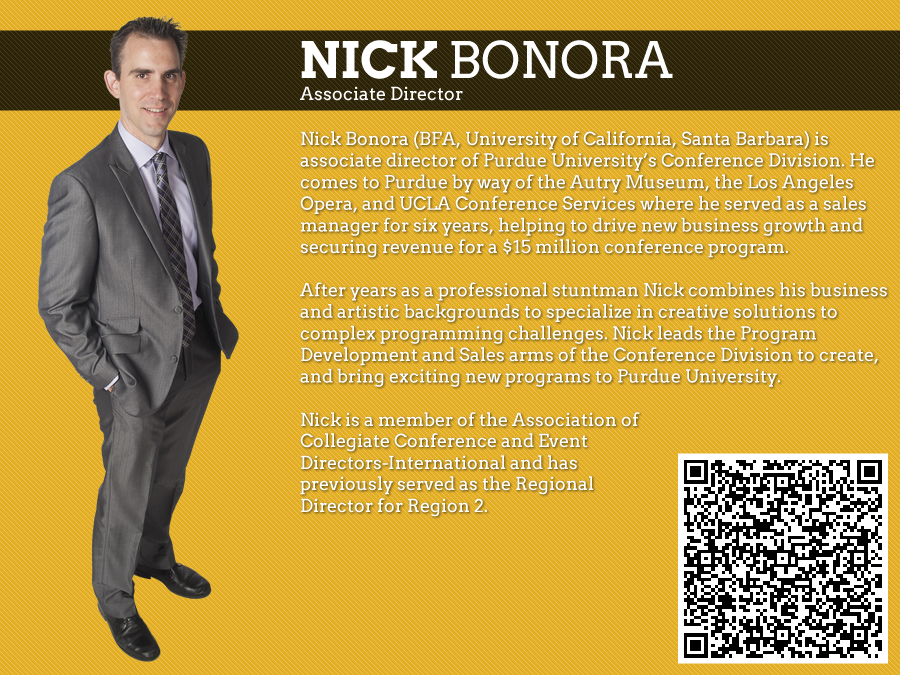 NICK BONORA
Associate Director
Nick Bonora (BFA, University of California, Santa Barbara) is
associate director of Purdue University’s Conference Division. He
comes to Purdue by way of the Autry Museum, the Los Angeles
Opera, and UCLA Conference Services where he served as a sales
manager for six years, helping to drive new business growth and
securing revenue for a $15 million conference program.
After years as a professional stuntman Nick combines his business
and artistic backgrounds to specialize in creative solutions to
complex programming challenges. Nick leads the Program
Development and Sales arms of the Conference Division to create,
and bring exciting new programs to Purdue University.
Nick is a member of the Association of
Collegiate Conference and Event
Directors-International and has
previously served as the Regional
Director for Region 2.